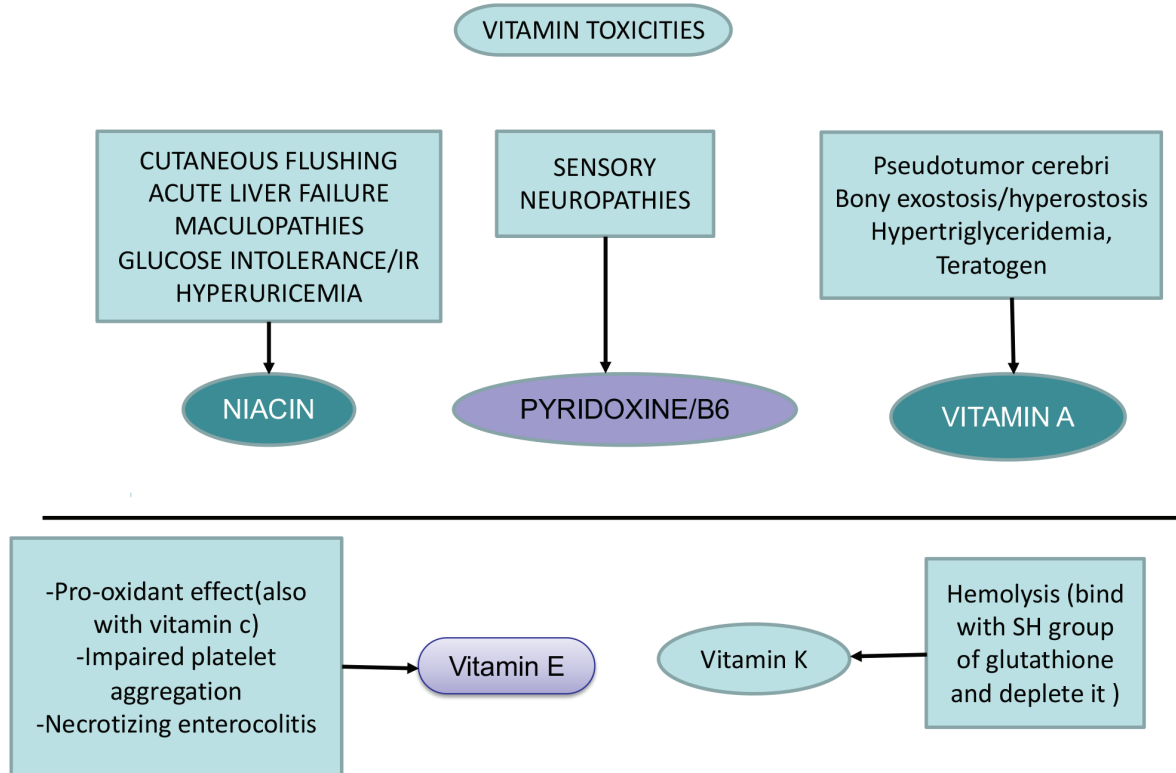 VITAMIN TOXICITIES
CUTANEOUS FLUSHING
ACUTE LIVER FAILURE
MACULOPATHIES
GLUCOSE INTOLERANCE/IR
HYPERURICEMIA
SENSORY
NEUROPATHIES
Pseudotumor cerebri
Bony exostosis/hyperostosis
Hypertriglyceridemia,
Teratogen
NIACIN
PYRIDOXINE/B6
VITAMIN A
-Pro-oxidant effect(also
with vitamin c)
-Impaired platelet
aggregation
-Necrotizing enterocolitis
Vitamin E
Vitamin K
Hemolysis (bind
with SH group
of glutathione
and deplete it )